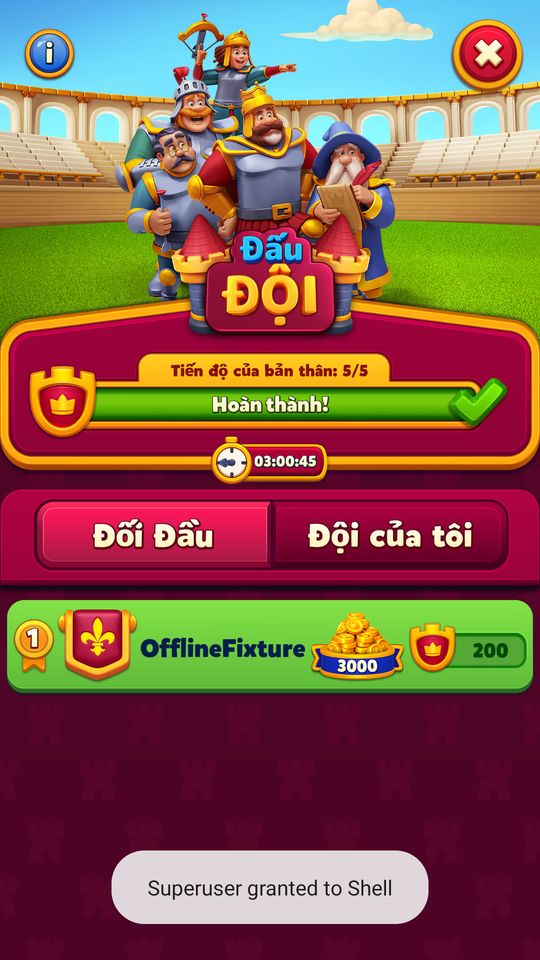 i
Đấu
ĐỘI
Tiến độ của bản thân: 5/5
Hoàn thành!
03:00:45
Đối Đầu
Đội của tôi
1
OfflineFixture
3000
200
Superuser granted to Shell